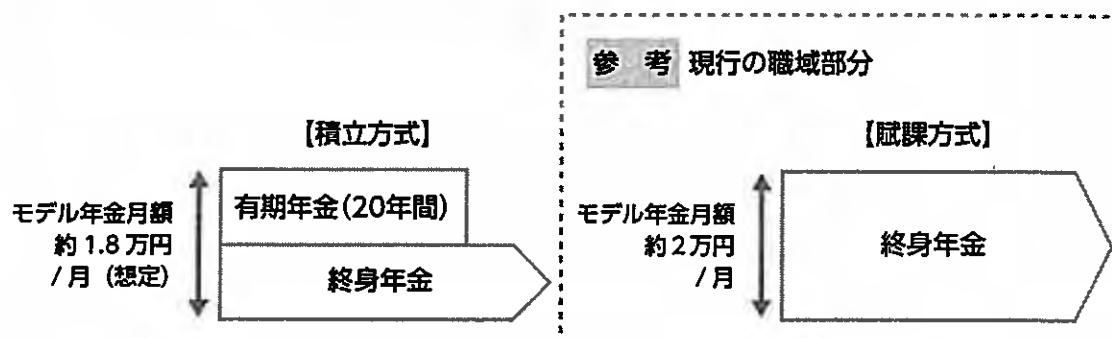 【積立方式】
モデル年金月額
約1.8万円
/月（想定）
有期年金（20年間）
終身年金
参 考 現行の職域部分
【賦課方式】
モデル年金月額
約2万円
/月
終身年金